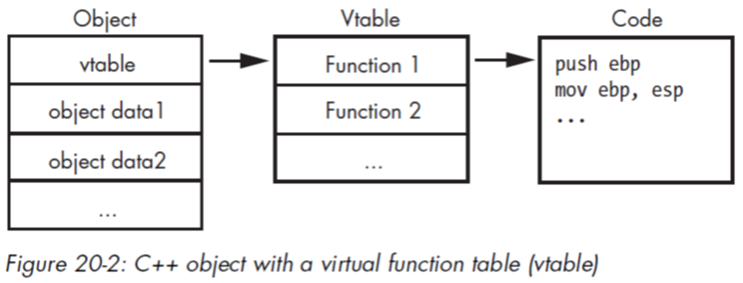 Object
vtable
object data1
object data2
...
Vtable
Function 1
Function 2
...
Code
push ebp
mov ebp, esp
...
Figure 20-2: C++ object with a virtual function table (vtable)